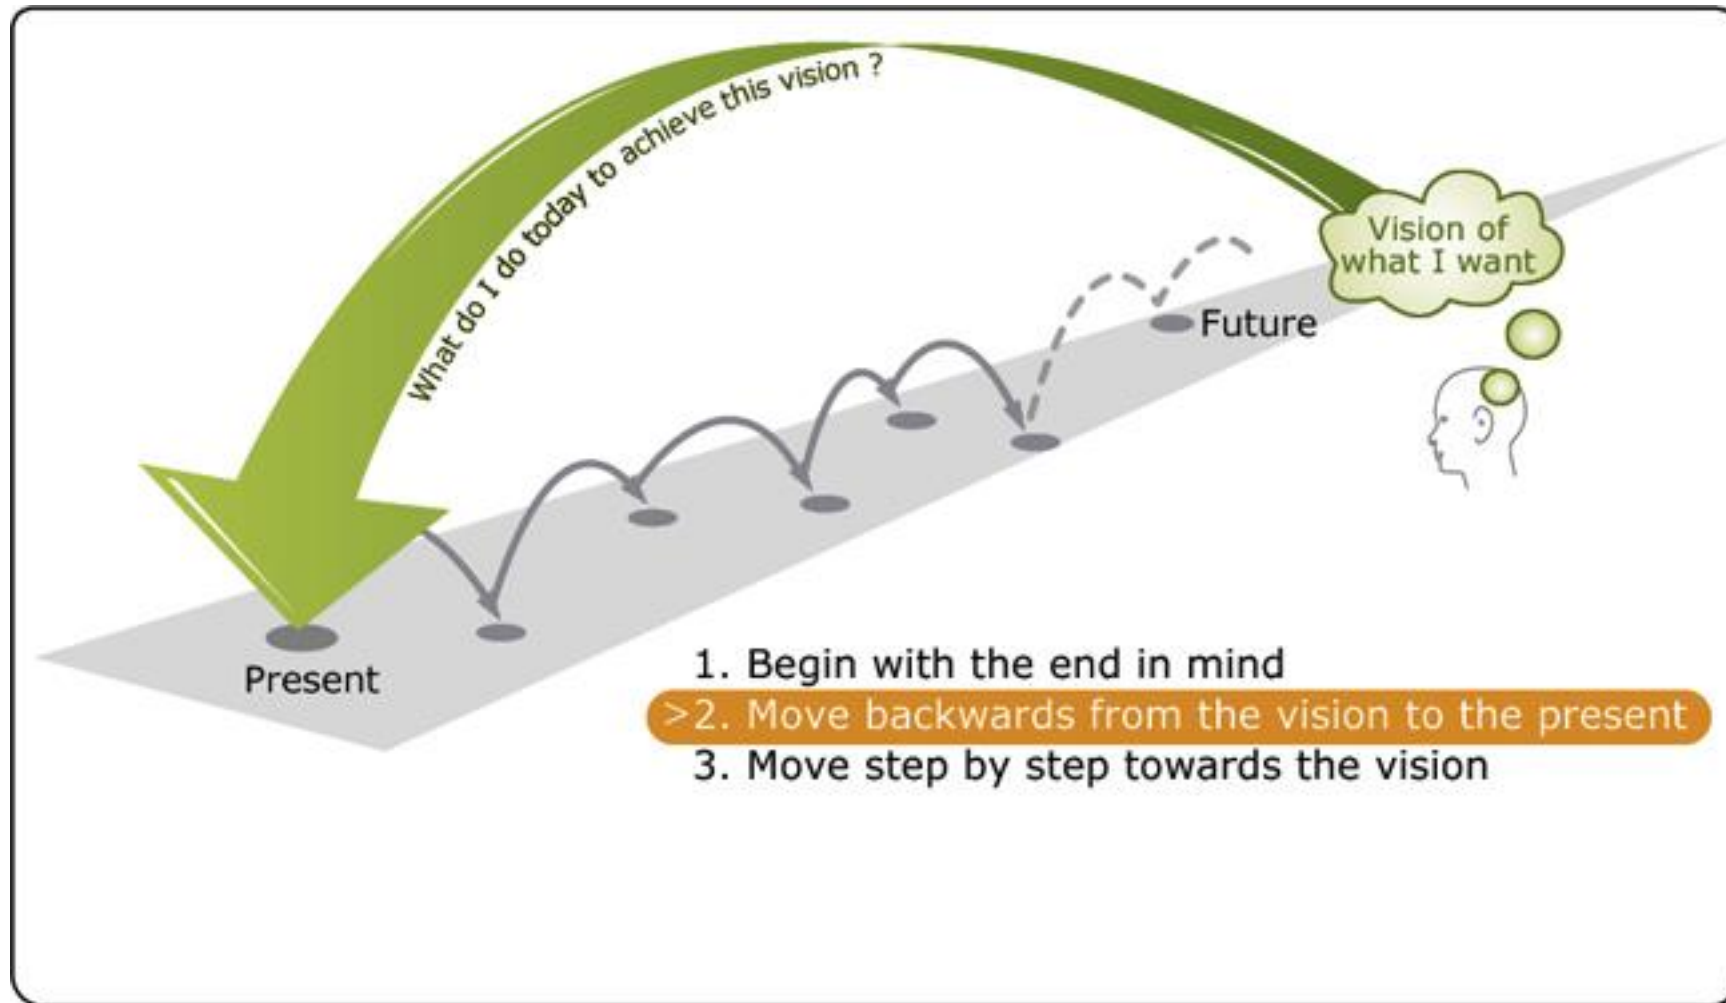 What do I do today to achieve this vision ?
Vision of
what I want
Future
Present
1. Begin with the end in mind
>2. Move backwards from the vision to the present
3. Move step by step towards the vision